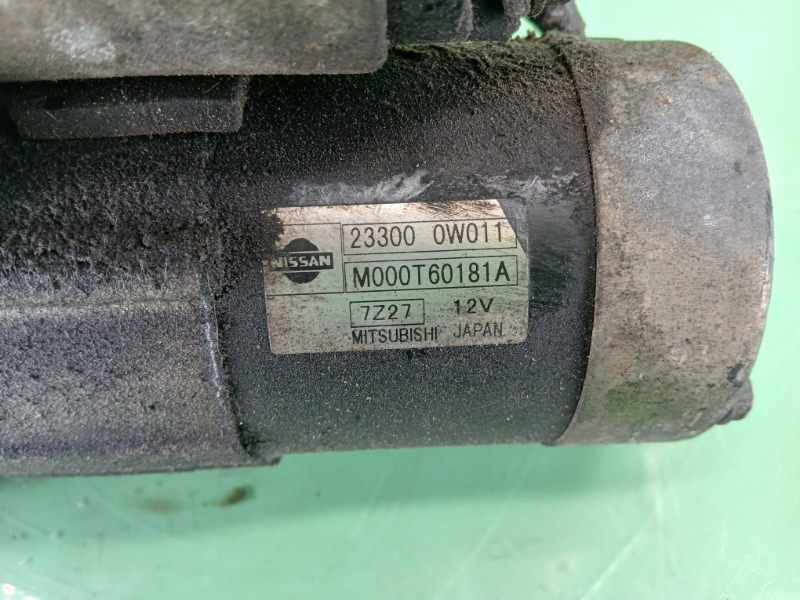 23300 0W011
NISSAN
M000T60181A
7Z27 12V
MITSUBISHI JAPAN